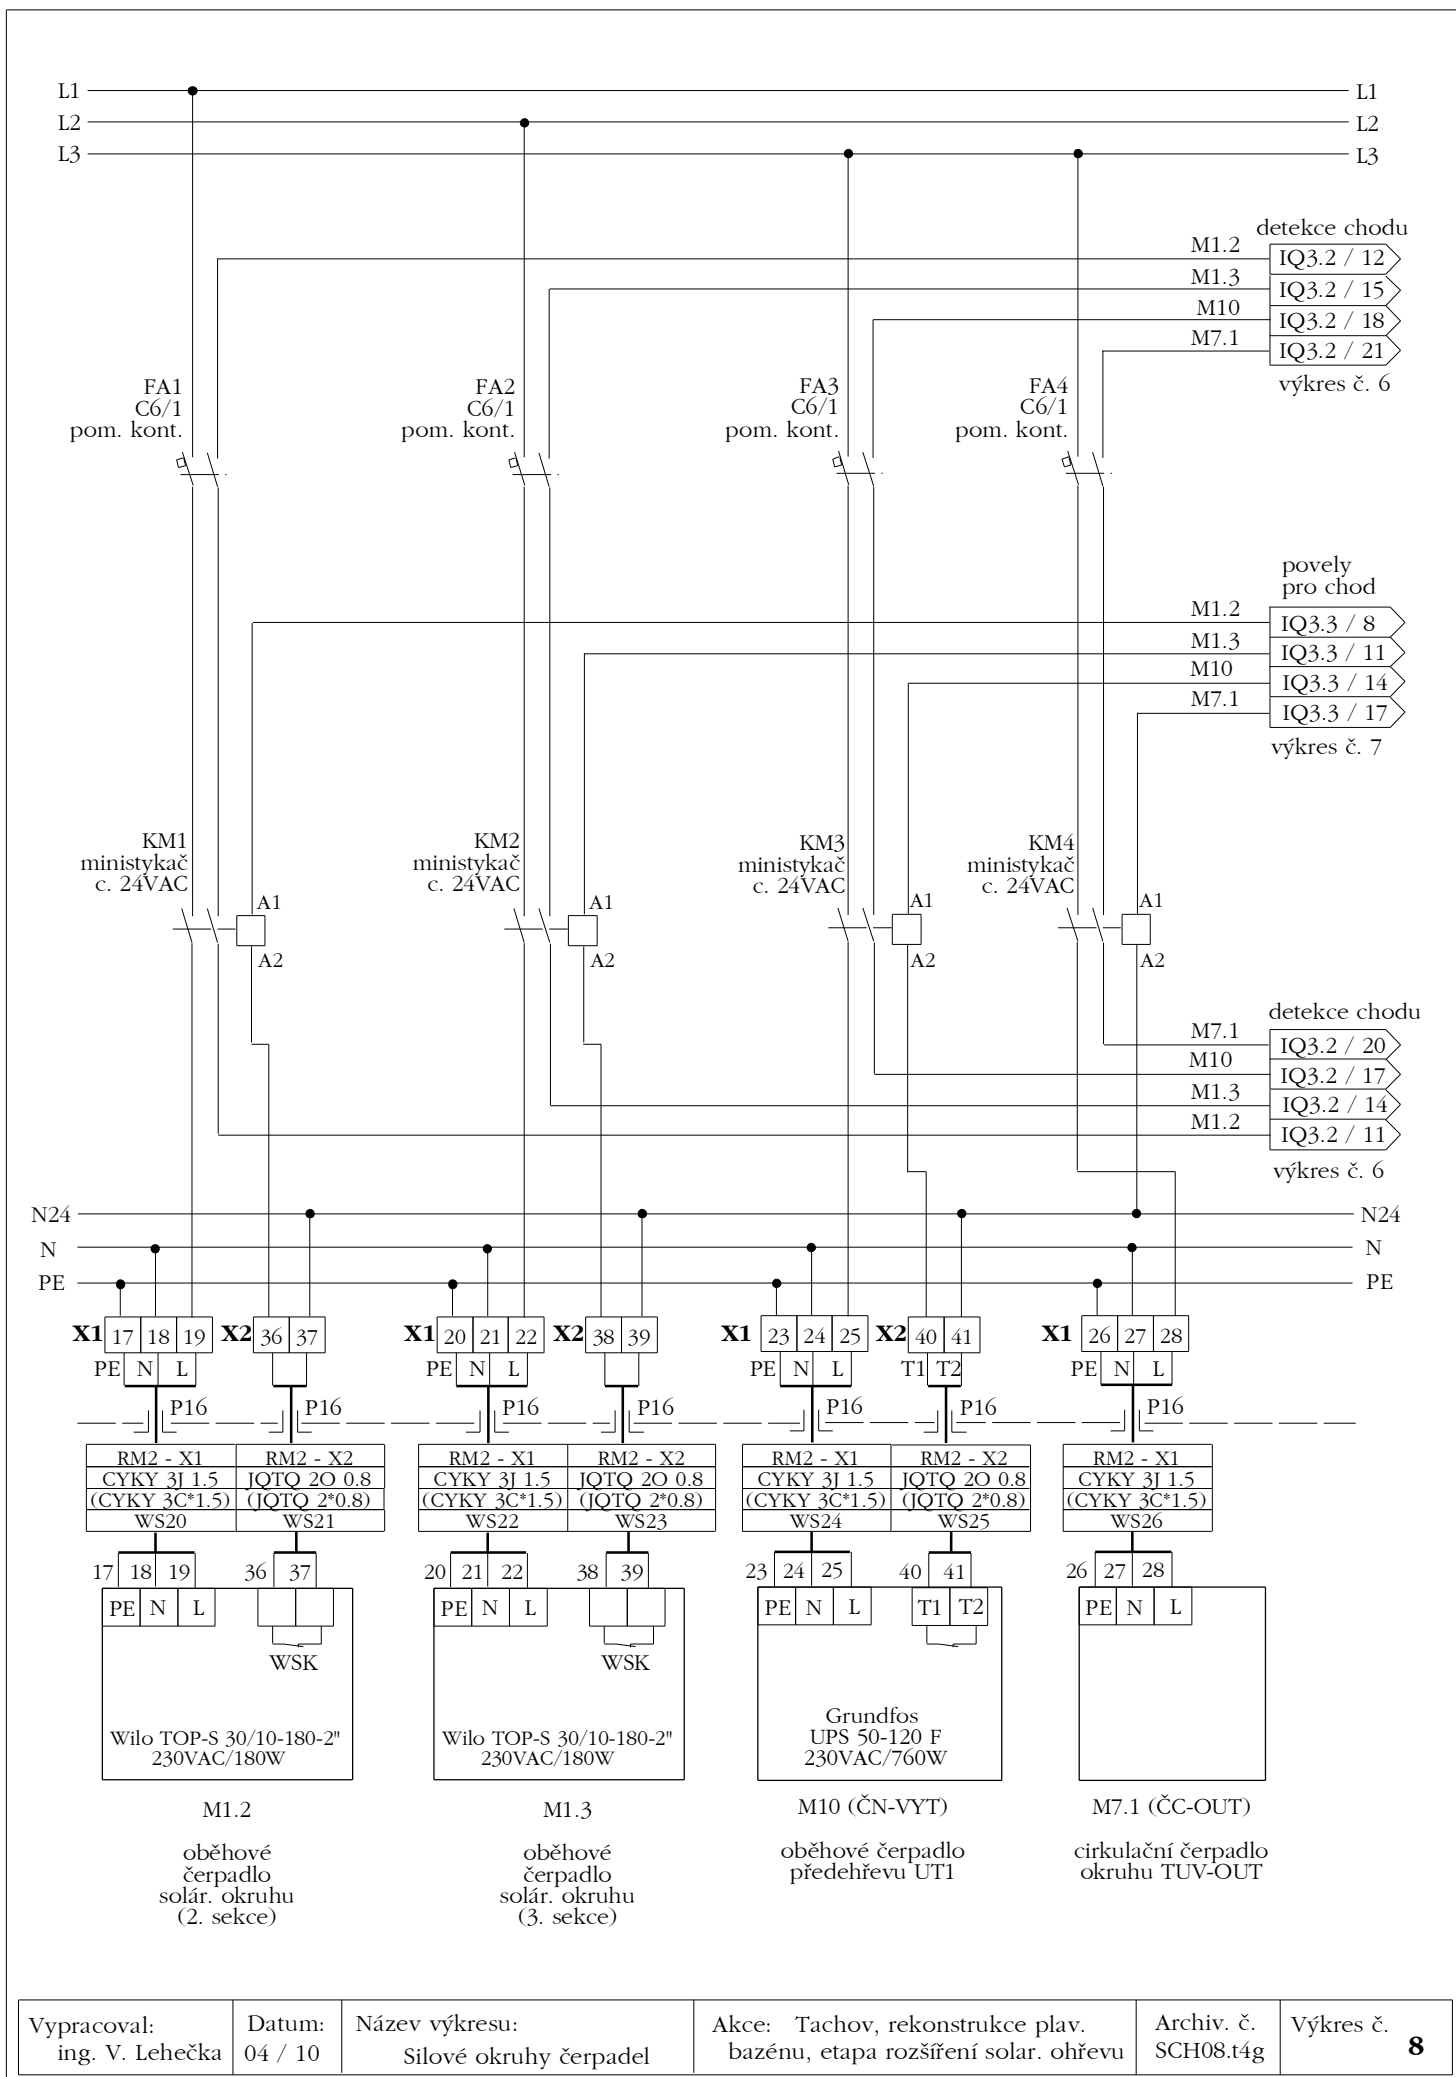 L1 L1
L2 L2
L3 L3
detekce chodu
M1.2 IQ3.2 / 12
M1.3 IQ3.2 / 15
M10 IQ3.2 / 18
M7.1 IQ3.2 / 21
výkres č. 6
FA1 FA2 FA3 FA4
C6/1 C6/1 C6/1 C6/1
pom. kont. pom. kont. pom. kont. pom. kont.
povely
pro chod
M1.2 IQ3.3 / 8
M1.3 IQ3.3 / 11
M10 IQ3.3 / 14
M7.1 IQ3.3 / 17
výkres č. 7
KM1 KM2 KM3 KM4
ministykač ministykač ministykač ministykač
c. 24VAC c. 24VAC c. 24VAC c. 24VAC
A1 A1 A1 A1
A2 A2 A2 A2
detekce chodu
M7.1 IQ3.2 / 20
M10 IQ3.2 / 17
M1.3 IQ3.2 / 14
M1.2 IQ3.2 / 11
výkres č. 6
N24 N24
N N
PE PE
X1 17 18 19 X2 36 37 X1 20 21 22 X2 38 39 X1 23 24 25 X2 40 41 X1 26 27 28
PE N L PE N L PE N L T1 T2 PE N L
P16 P16 P16 P16 P16 P16 P16
RM2 - X1 RM2 - X2 RM2 - X1 RM2 - X2 RM2 - X1 RM2 - X2 RM2 - X1
CYKY 3J 1.5 JQTQ 2O 0.8 CYKY 3J 1.5 JQTQ 2O 0.8 CYKY 3J 1.5 JQTQ 2O 0.8 CYKY 3J 1.5
(CYKY 3C*1.5) (JQTQ 2*0.8) (CYKY 3C*1.5) (JQTQ 2*0.8) (CYKY 3C*1.5) (JQTQ 2*0.8) (CYKY 3C*1.5)
WS20 WS21 WS22 WS23 WS24 WS25 WS26
17 18 19 36 37 20 21 22 38 39 23 24 25 40 41 26 27 28
PE N L PE N L PE N L T1 T2 PE N L
WSK WSK
Wilo TOP-S 30/10-180-2"
230VAC/180W
Wilo TOP-S 30/10-180-2"
230VAC/180W
Grundfos
UPS 50-120 F
230VAC/760W
M1.2
oběhové
čerpadlo
solár. okruhu
(2. sekce)
M1.3
oběhové
čerpadlo
solár. okruhu
(3. sekce)
M10 (ČN-VYT)
oběhové čerpadlo
předehřevu UT1
M7.1 (ČC-OUT)
cirkulační čerpadlo
okruhu TUV-OUT
Vypracoval:
ing. V. Lehečka
Datum:
04 / 10
Název výkresu:
Silové okruhy čerpadel
Akce: Tachov, rekonstrukce plav.
bazénu, etapa rozšíření solar. ohřevu
Archiv. č.
SCH08.t4g
Výkres č.
8